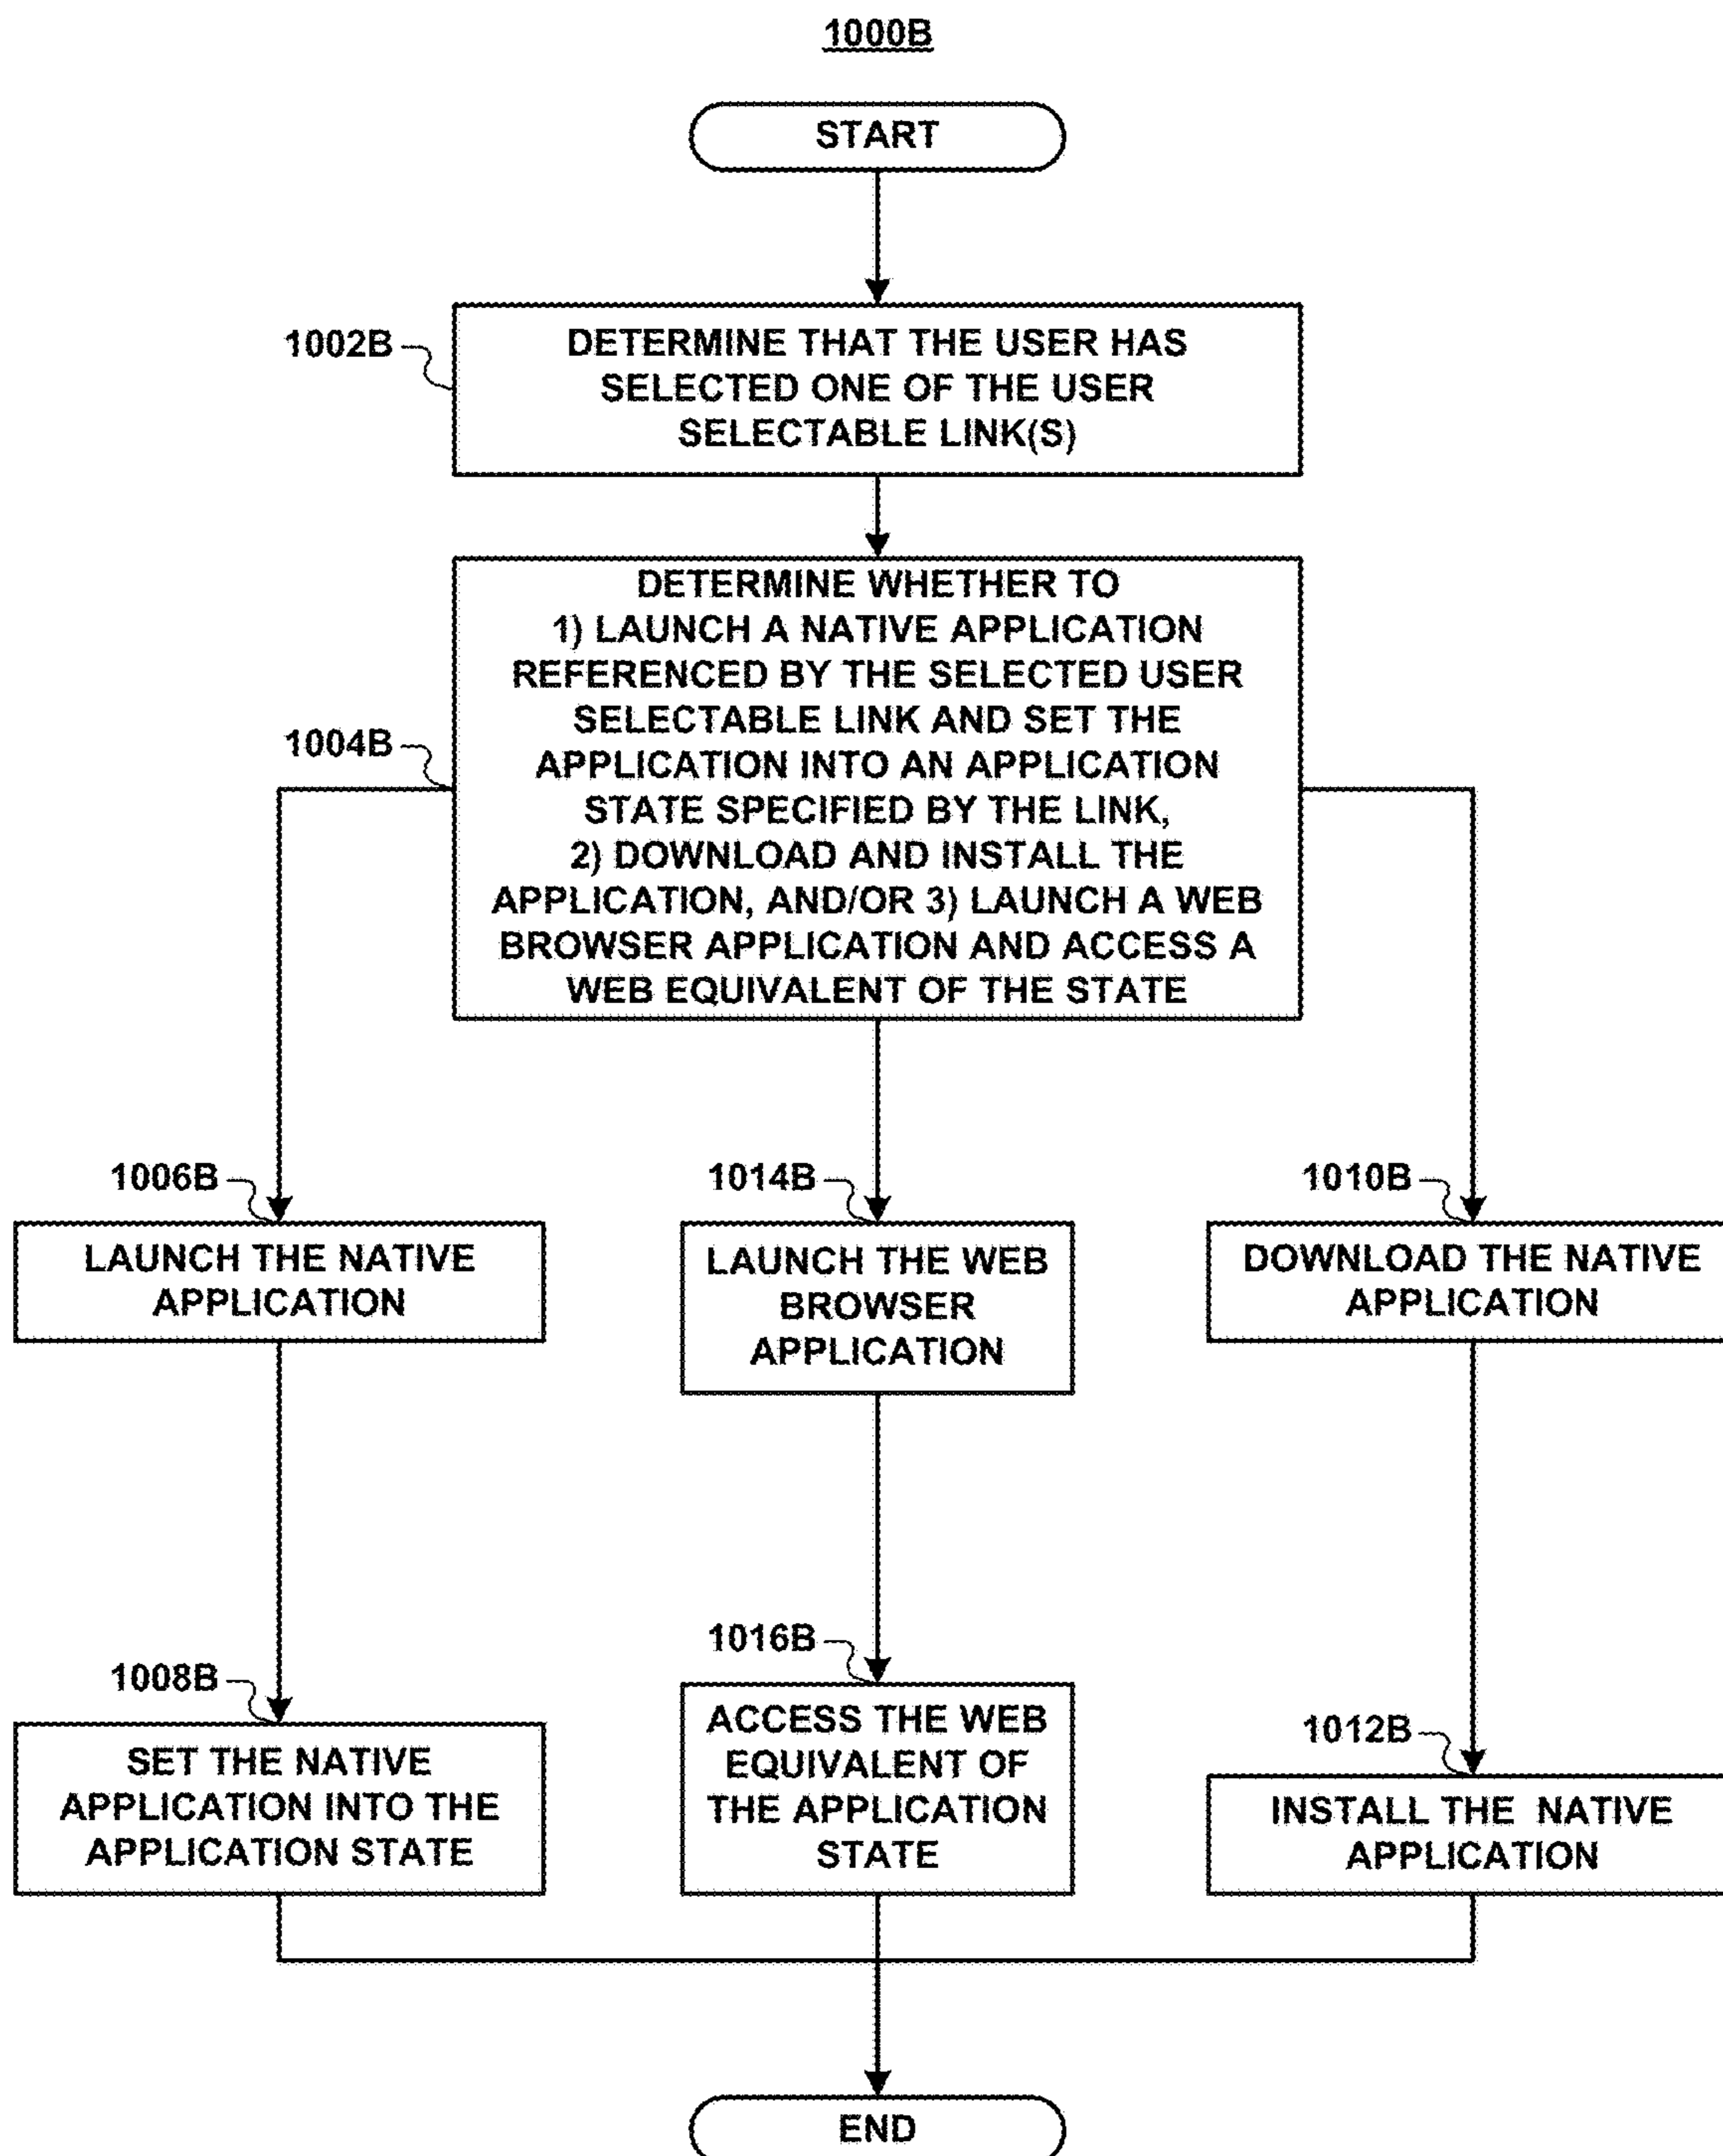 1000B
START
1002B
DETERMINE THAT THE USER HAS
SELECTED ONE OF THE USER
SELECTABLE LINK(S)
1004B
DETERMINE WHETHER TO
1) LAUNCH A NATIVE APPLICATION
REFERENCED BY THE SELECTED USER
SELECTABLE LINK AND SET THE
APPLICATION INTO AN APPLICATION
STATE SPECIFIED BY THE LINK,
2) DOWNLOAD AND INSTALL THE
APPLICATION, AND/OR 3) LAUNCH A WEB
BROWSER APPLICATION AND ACCESS A
WEB EQUIVALENT OF THE STATE
1006B
LAUNCH THE NATIVE
APPLICATION
1014B
LAUNCH THE WEB
BROWSER
APPLICATION
1010B
DOWNLOAD THE NATIVE
APPLICATION
1008B
SET THE NATIVE
APPLICATION INTO THE
APPLICATION STATE
1016B
ACCESS THE WEB
EQUIVALENT OF
THE APPLICATION
STATE
1012B
INSTALL THE NATIVE
APPLICATION
END